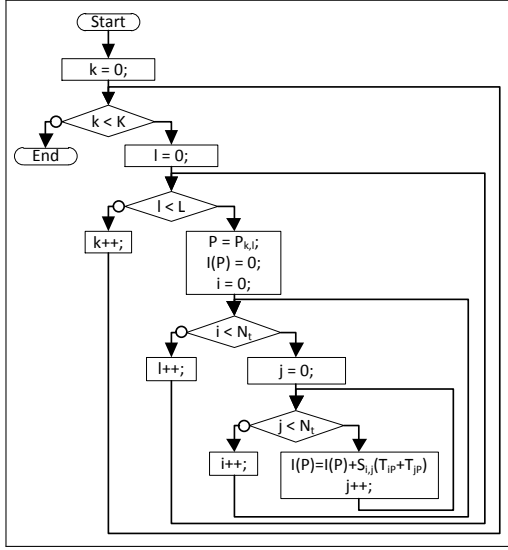 Start
k = 0;
k < K
End
l = 0;
l < L
k++;
P = Pₖ,ₗ;
I(P) = 0;
i = 0;
i < Nₜ
l++;
j = 0;
j < Nₜ
i++;
I(P)=I(P)+Sᵢ,ⱼ(TᵢP+TⱼP)
j++;